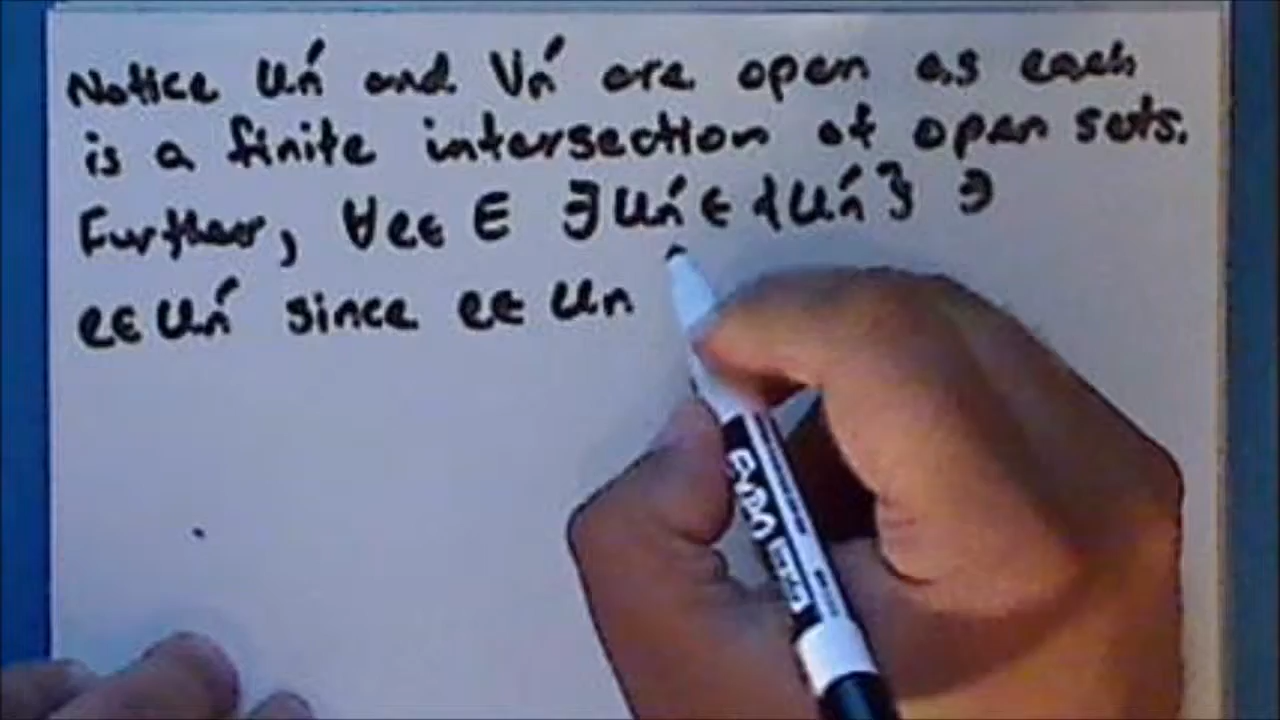 Notice Un' and Vn' are open as each
is a finite intersection of open sets.
Further, ∀e∈ E ∃ Un' ∈ {Un'} ∋
e∈ Un' since e∈ Un
EXPO